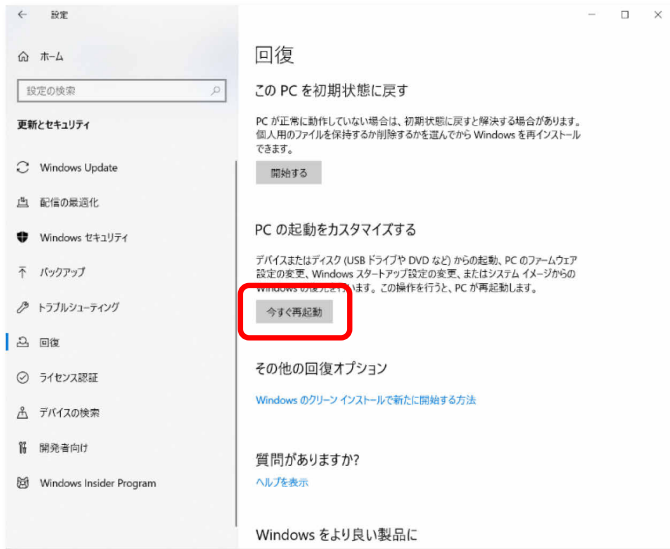 設定
ホーム
設定の検索
更新とセキュリティ
Windows Update
配信の最適化
Windows セキュリティ
バックアップ
トラブルシューティング
回復
ライセンス認証
デバイスの検索
開発者向け
Windows Insider Program
回復
この PC を初期状態に戻す
PC が正常に動作していない場合は、初期状態に戻すと解決する場合があります。
個人用のファイルを保持するか削除するかを選んでから Windows を再インストール
できます。
開始する
PC の起動をカスタマイズする
デバイスまたはディスク (USB ドライブや DVD など) からの起動、PC のファームウェア
設定の変更、Windows スタートアップ設定の変更、またはシステム イメージからの
Windows の復元を行います。この操作を行うと、PC が再起動します。
今すぐ再起動
その他の回復オプション
Windows のクリーン インストールで新たに開始する方法
質問がありますか?
ヘルプを表示
Windows をより良い製品に